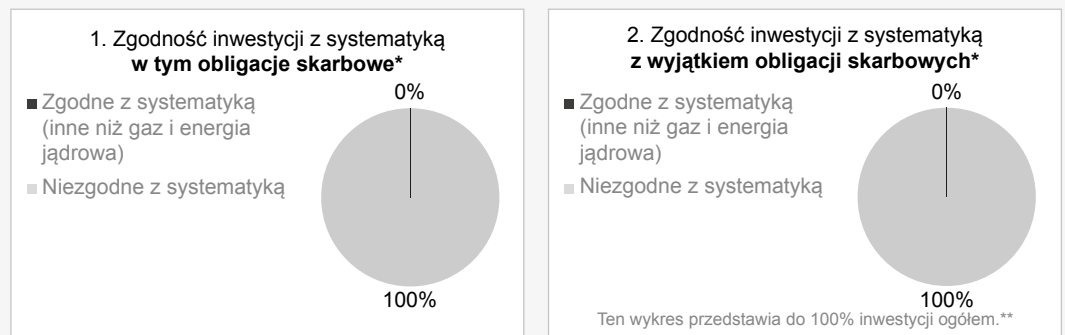 1. Zgodność inwestycji z systematyką
w tym obligacje skarbowe*
Zgodne z systematyką
(inne niż gaz i energia
jądrowa)
Niezgodne z systematyką
0%
100%
2. Zgodność inwestycji z systematyką
z wyjątkiem obligacji skarbowych*
Zgodne z systematyką
(inne niż gaz i energia
jądrowa)
Niezgodne z systematyką
0%
100%
Ten wykres przedstawia do 100% inwestycji ogółem.**